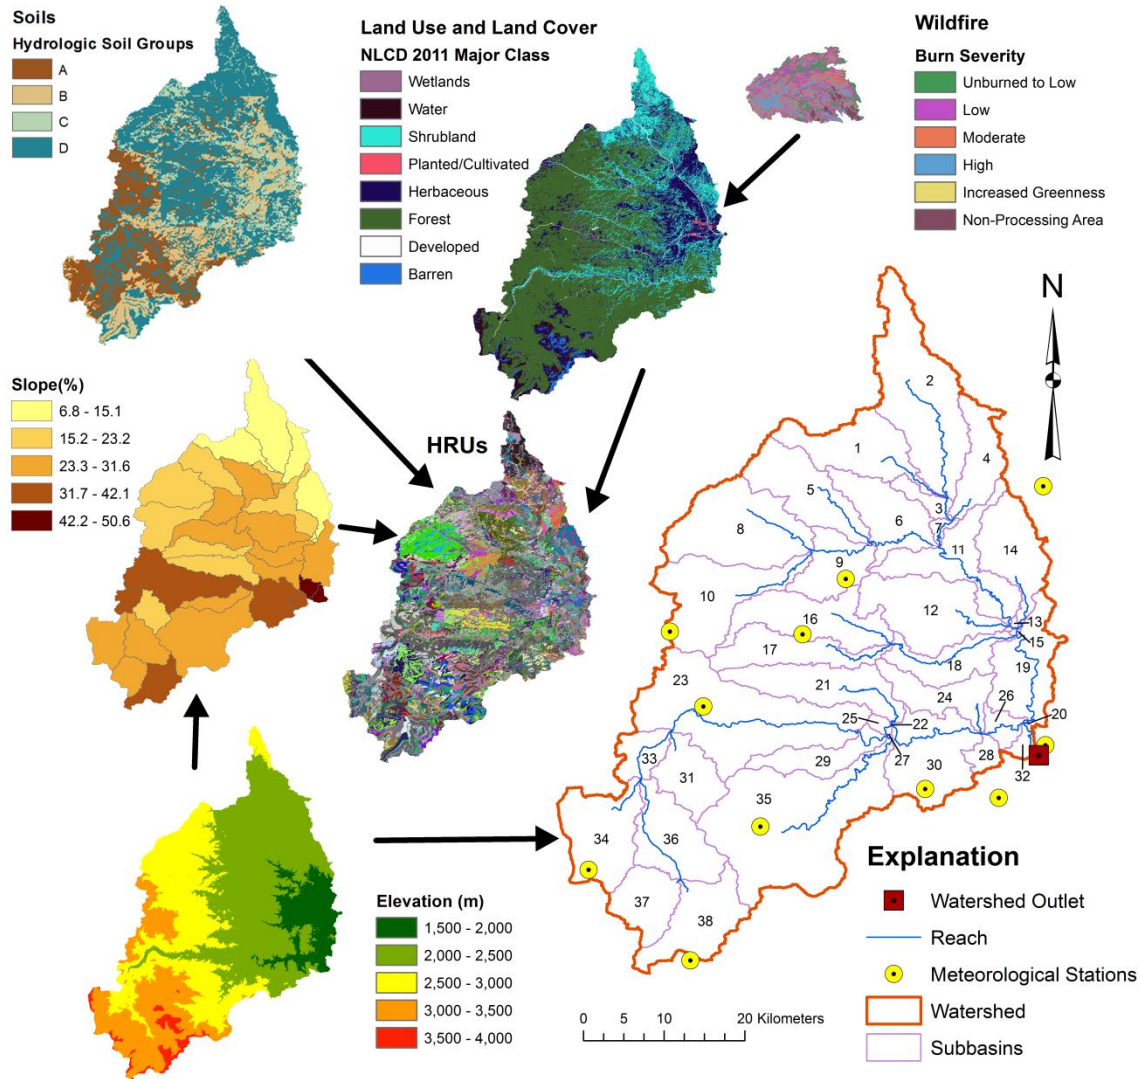 Soils
Hydrologic Soil Groups
A
B
C
D
Land Use and Land Cover
NLCD 2011 Major Class
Wetlands
Water
Shrubland
Planted/Cultivated
Herbaceous
Forest
Developed
Barren
Wildfire
Burn Severity
Unburned to Low
Low
Moderate
High
Increased Greenness
Non-Processing Area
Slope(%)
6.8 - 15.1
15.2 - 23.2
23.3 - 31.6
31.7 - 42.1
42.2 - 50.6
HRUs
N
2
1
4
5
3
7
6
8
11
14
9
10
12
13
16
15
17
18
19
23
21
24
26
25
22
20
27
28
32
29
30
33
31
35
34
36
37
38
Elevation (m)
1,500 - 2,000
2,000 - 2,500
2,500 - 3,000
3,000 - 3,500
3,500 - 4,000
0 5 10 20 Kilometers
Explanation
Watershed Outlet
Reach
Meteorological Stations
Watershed
Subbasins